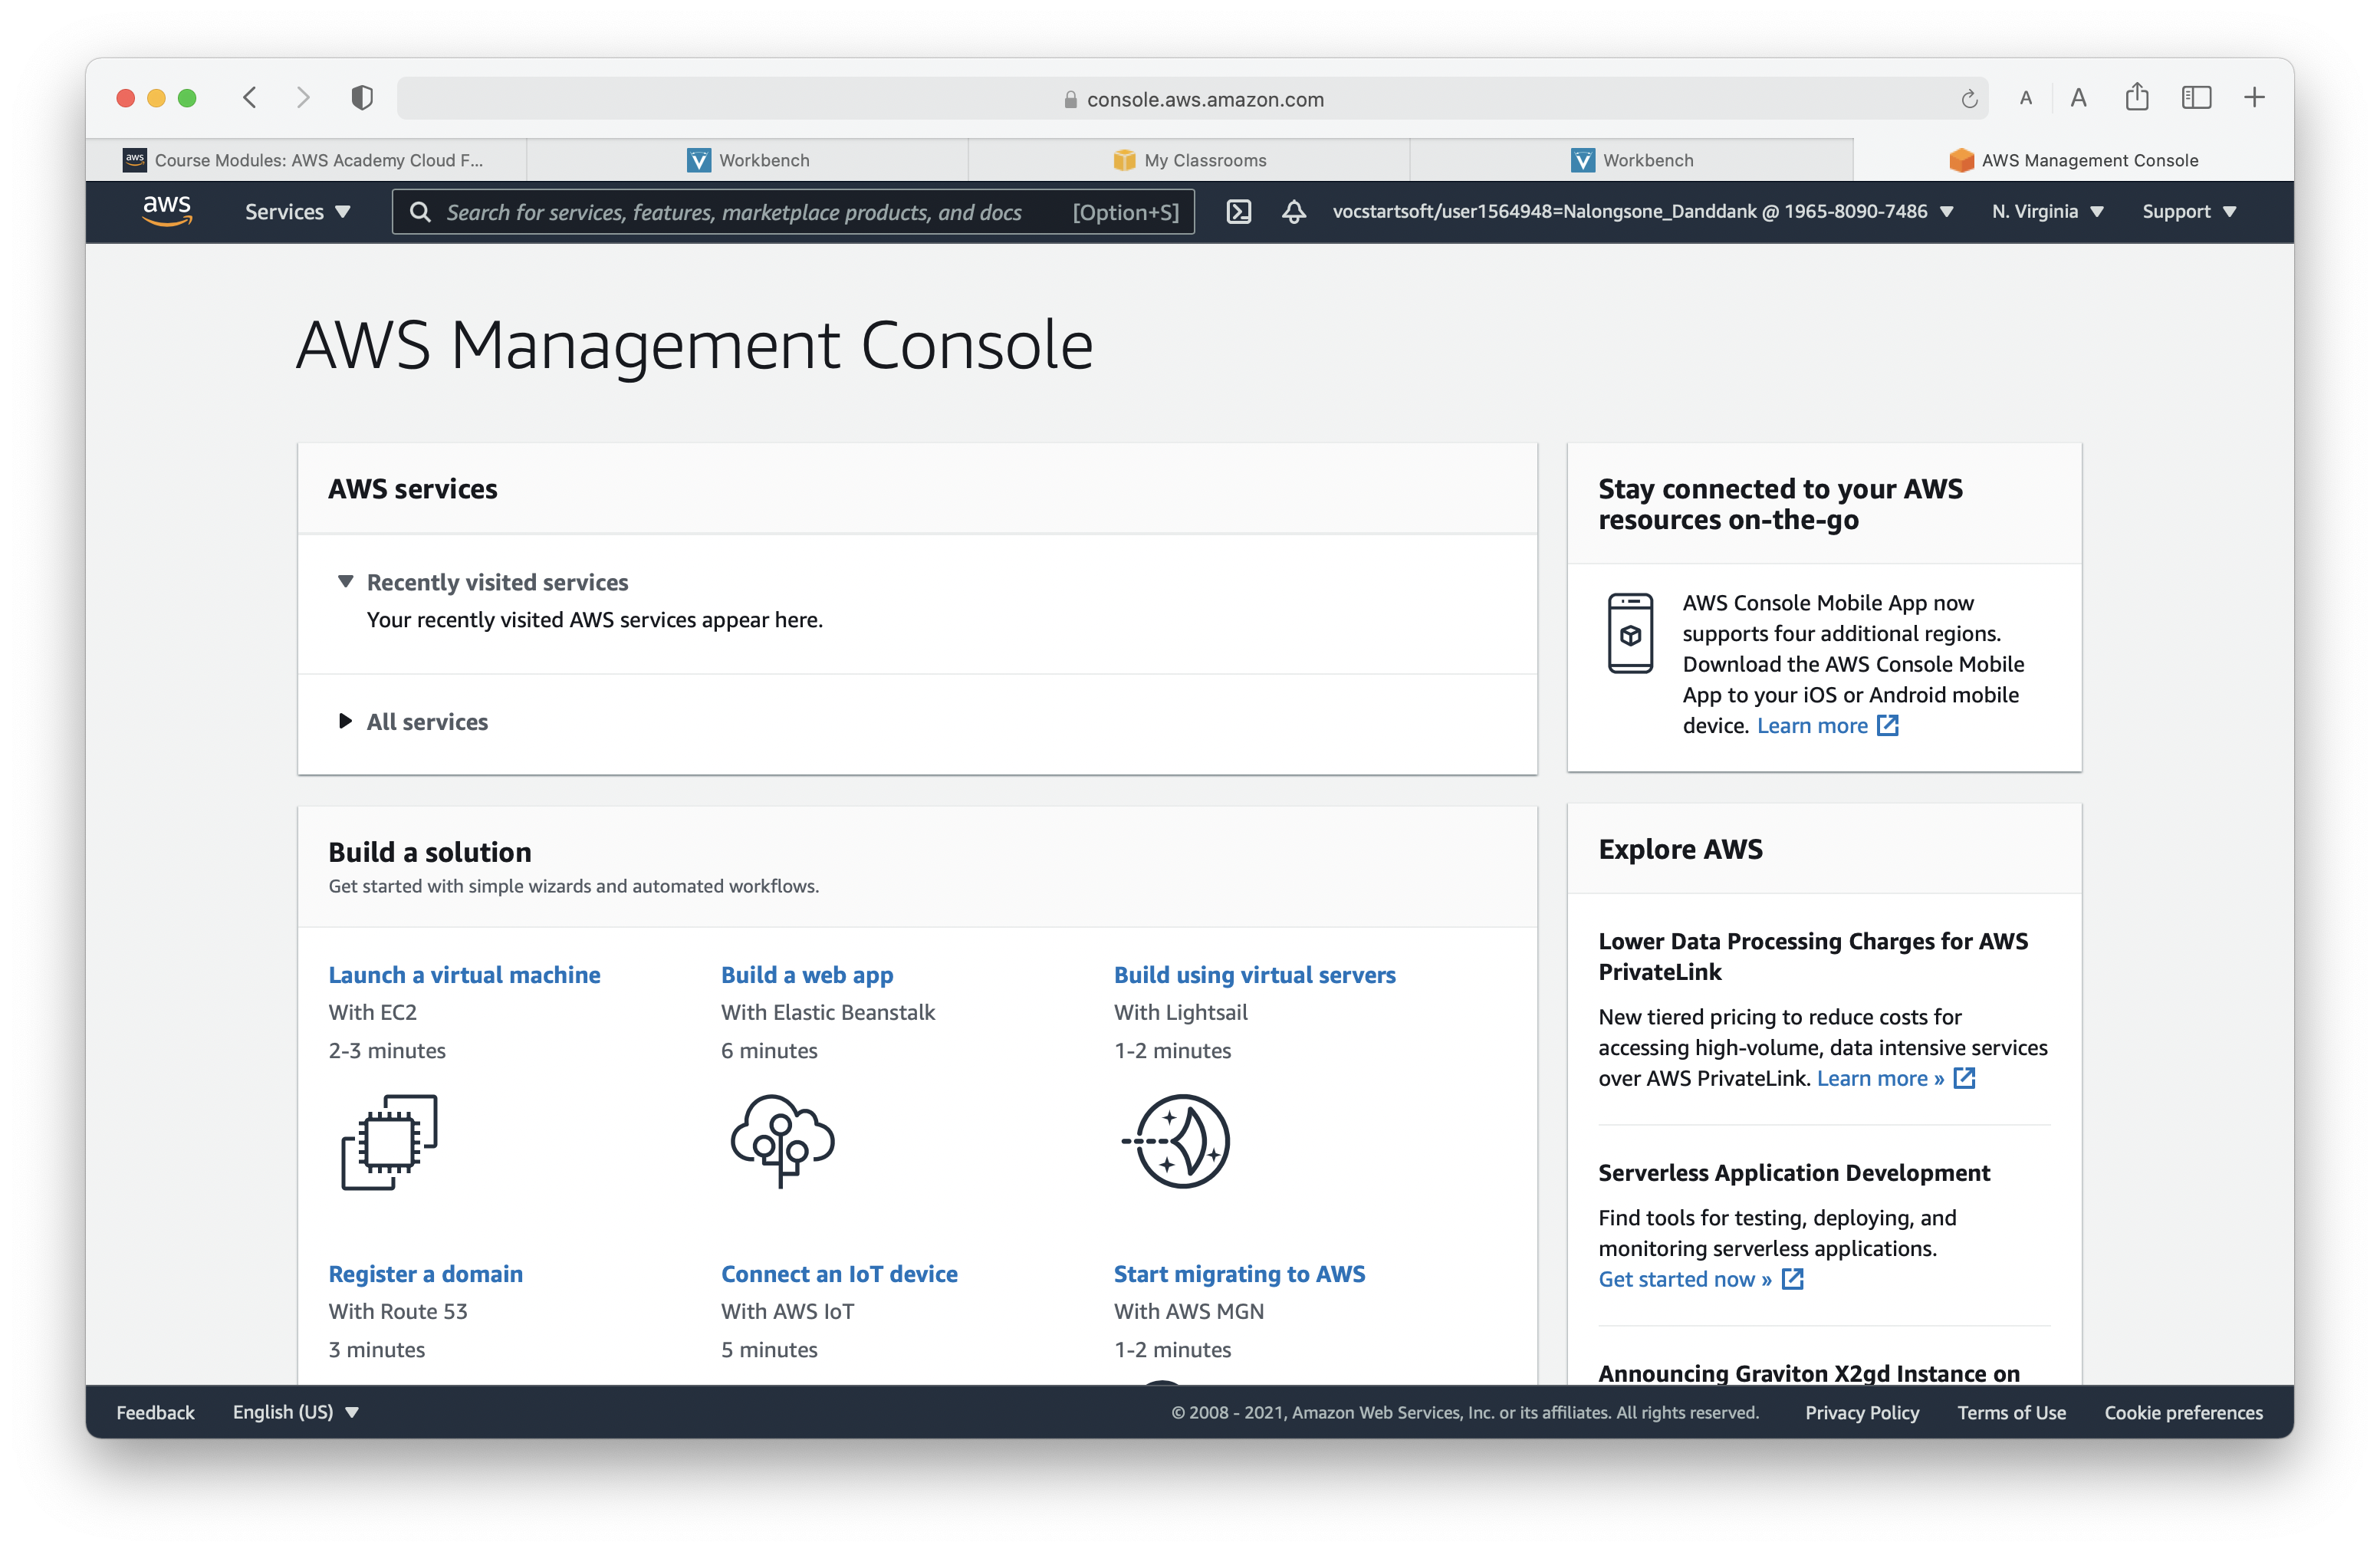 console.aws.amazon.com
A A
aws Course Modules: AWS Academy Cloud F...
Workbench
My Classrooms
Workbench
AWS Management Console
aws
Services
Search for services, features, marketplace products, and docs
[Option+S]
vocstartsoft/user1564948=Nalongsone_Danddank @ 1965-8090-7486
N. Virginia
Support
AWS Management Console
AWS services
Recently visited services
Your recently visited AWS services appear here.
All services
Stay connected to your AWS
resources on-the-go
AWS Console Mobile App now
supports four additional regions.
Download the AWS Console Mobile
App to your iOS or Android mobile
device. Learn more
Build a solution
Get started with simple wizards and automated workflows.
Launch a virtual machine
With EC2
2-3 minutes
Build a web app
With Elastic Beanstalk
6 minutes
Build using virtual servers
With Lightsail
1-2 minutes
Register a domain
With Route 53
3 minutes
Connect an IoT device
With AWS IoT
5 minutes
Start migrating to AWS
With AWS MGN
1-2 minutes
Explore AWS
Lower Data Processing Charges for AWS
PrivateLink
New tiered pricing to reduce costs for
accessing high-volume, data intensive services
over AWS PrivateLink. Learn more »
Serverless Application Development
Find tools for testing, deploying, and
monitoring serverless applications.
Get started now »
Announcing Graviton X2gd Instance on
Feedback
English (US)
© 2008 - 2021, Amazon Web Services, Inc. or its affiliates. All rights reserved.
Privacy Policy
Terms of Use
Cookie preferences